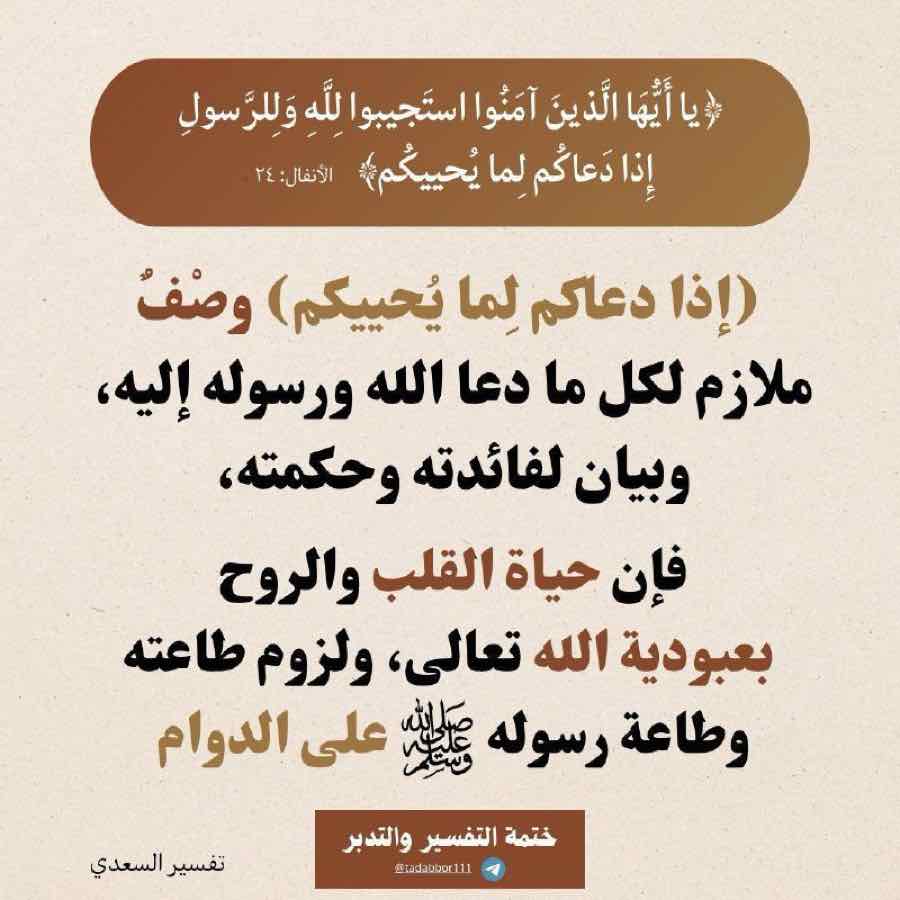 ﴿يا أَيُّهَا الَّذينَ آمَنُوا استَجيبوا لِلَّهِ وَلِلرَّسولِ
إِذا دَعاكُم لِما يُحييكُم﴾ الأنفال: ٢٤
(إذا دعاكم لِما يُحييكم) وصْفٌ
ملازم لكل ما دعا الله ورسوله إليه،
وبيان لفائدته وحكمته،
فإن حياة القلب والروح
بعبودية الله تعالى، ولزوم طاعته
وطاعة رسوله ﷺ على الدوام
ختمة التفسير والتدبر
@tadabbor111
تفسير السعدي